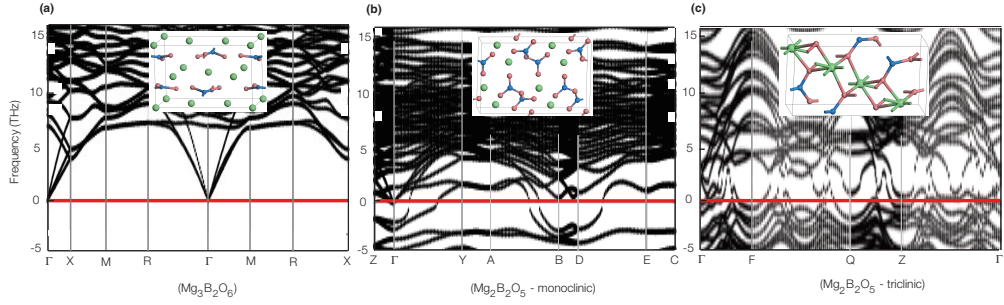 (a)
(b)
(c)
Frequency (THz)
15
10
5
0
-5
15
10
5
0
-5
15
10
5
0
-5
Γ X M R Γ M R X
Z Γ Y A B D E C
Γ F Q Z Γ
(Mg3B2O6)
(Mg2B2O5 - monoclinic)
(Mg2B2O5 - triclinic)